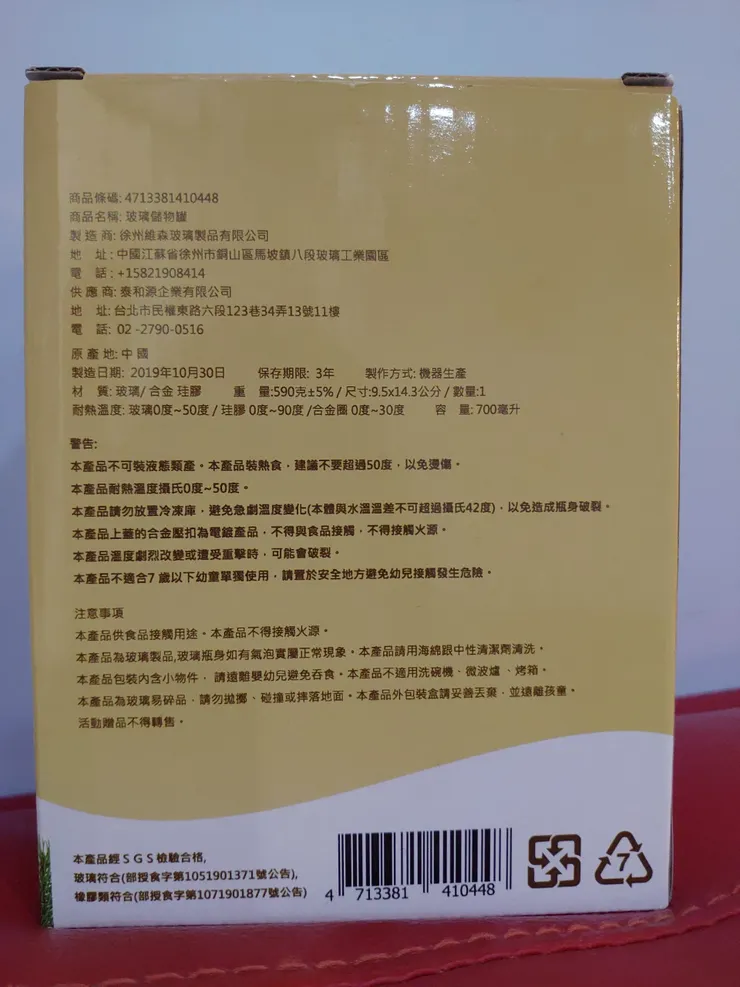 商品條碼: 4713381410448
商品名稱: 玻璃儲物罐
製 造 商: 徐州維森玻璃製品有限公司
地　址: 中國江蘇省徐州市銅山區馬坡鎮八段玻璃工業園區
電　話: +15821908414
供 應 商: 泰和源企業有限公司
地　址: 台北市民權東路六段123巷34弄13號11樓
電　話: 02 -2790-0516
原 產 地: 中 國
製造日期: 2019年10月30日　保存期限: 3年　製作方式: 機器生產
材　質: 玻璃/ 合金 硅膠　重　量:590克±5% / 尺寸:9.5x14.3公分 / 數量:1
耐熱溫度: 玻璃0度~50度 / 硅膠 0度~90度 /合金圈 0度~30度　容　量: 700毫升
警告:
本產品不可裝液態類產。本產品裝熱食，建議不要超過50度，以免燙傷。
本產品耐熱溫度攝氏0度~50度。
本產品請勿放置冷凍庫，避免急劇溫度變化(本體與水溫溫差不可超過攝氏42度)，以免造成瓶身破裂。
本產品上蓋的合金壓扣為電鍍產品，不得與食品接觸，不得接觸火源。
本產品溫度劇烈改變或遭受重擊時，可能會破裂。
本產品不適合7 歲以下幼童單獨使用，請置於安全地方避免幼兒接觸發生危險。
注意事項
本產品供食品接觸用途。本產品不得接觸火源。
本產品為玻璃製品,玻璃瓶身如有氣泡實屬正常現象。本產品請用海綿跟中性清潔劑清洗。
本產品包裝內含小物件， 請遠離嬰幼兒避免吞食。本產品不適用洗碗機、微波爐 、烤箱。
本產品為玻璃易碎品，請勿拋擲、碰撞或摔落地面。本產品外包裝盒請妥善丟棄，並遠離孩童。
活動贈品不得轉售。
本產品經ＳＧＳ檢驗合格,
玻璃符合(部授食字第1051901371號公告),
橡膠類符合(部授食字第1071901877號公告)
4 713381 410448
7